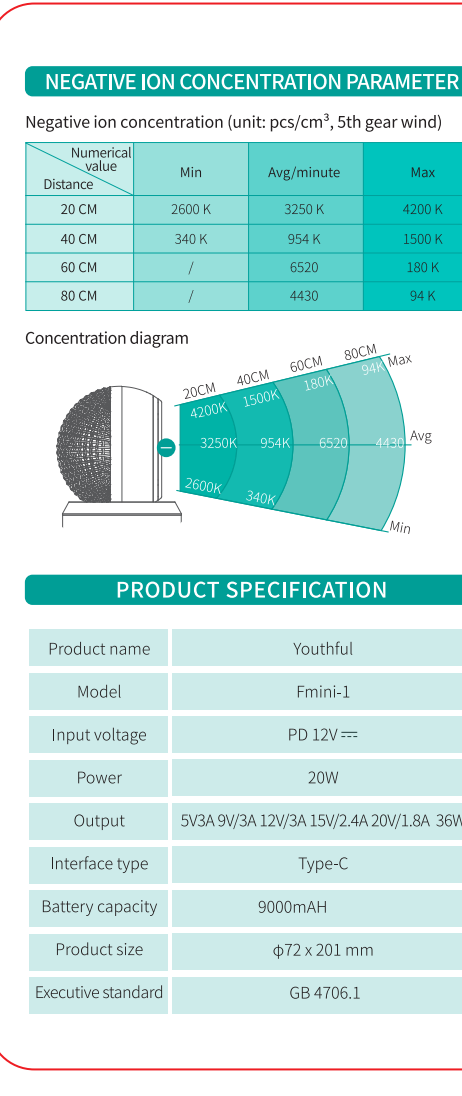 NEGATIVE ION CONCENTRATION PARAMETER
Negative ion concentration (unit: pcs/cm³, 5th gear wind)
Numerical value
Distance
Min
Avg/minute
Max
20 CM 2600 K 3250 K 4200 K
40 CM 340 K 954 K 1500 K
60 CM / 6520 180 K
80 CM / 4430 94 K
Concentration diagram
20CM 40CM 60CM 80CM Max
4200K 1500K 180K 94K
3250K 954K 6520 4430 Avg
2600K 340K Min
PRODUCT SPECIFICATION
Product name Youthful
Model Fmini-1
Input voltage PD 12V ⎓
Power 20W
Output 5V3A 9V/3A 12V/3A 15V/2.4A 20V/1.8A 36W
Interface type Type-C
Battery capacity 9000mAH
Product size φ72 x 201 mm
Executive standard GB 4706.1